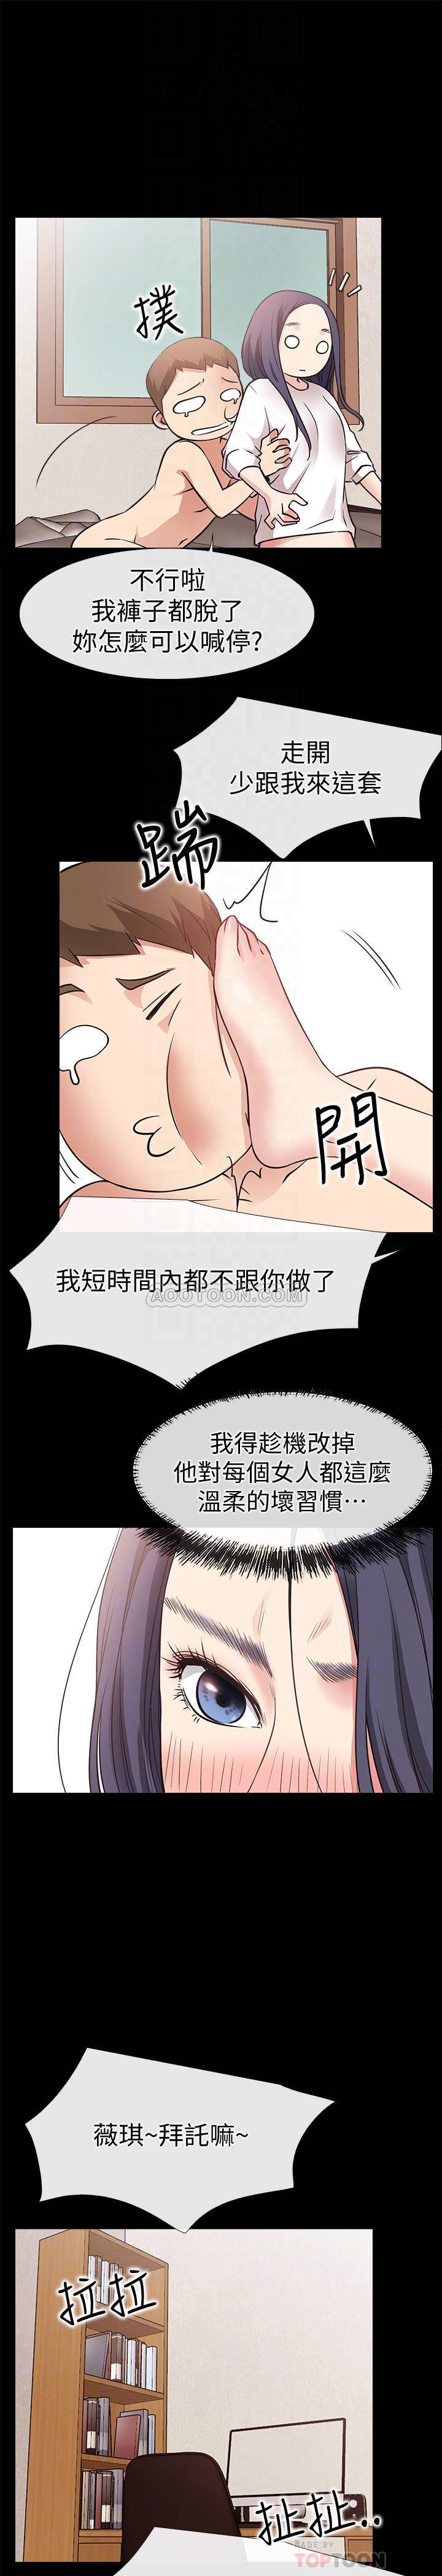 撲
不行啦
我褲子都脫了
妳怎麼可以喊停?
走開
少跟我來這套
踹
開
我短時間內都不跟你做了
AOOTOON.COM
我得趁機改掉
他對每個女人都這麼
溫柔的壞習慣…
薇琪~拜託嘛~
拉拉
扯扯..
MADE BY
TOPTOON